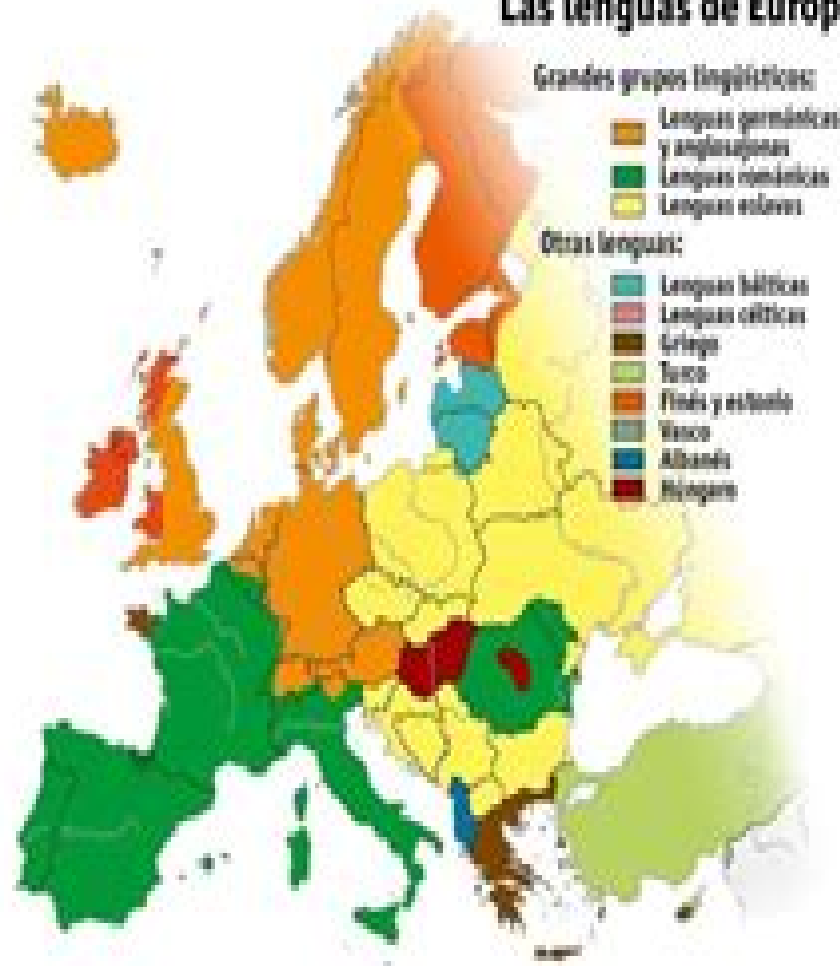 Las lenguas de Europ
Grandes grupos lingüísticos:
Lenguas germánicas
y anglosajonas
Lenguas románicas
Lenguas eslavas
Otras lenguas:
Lenguas bálticas
Lenguas célticas
Griego
Turco
Finés y estonio
Vasco
Albanés
Húngaro